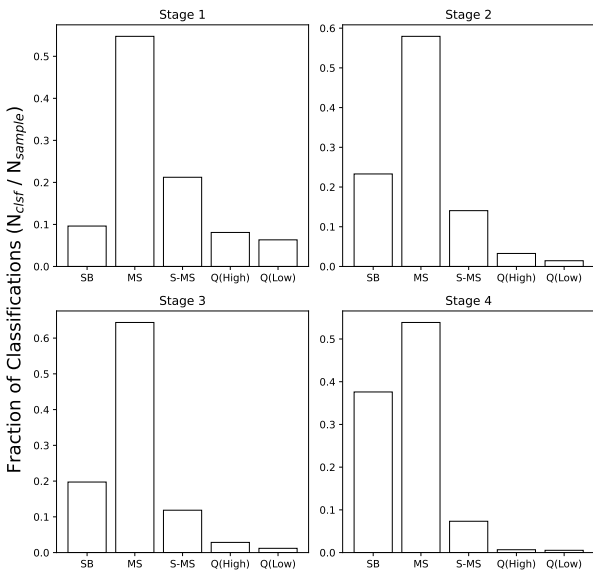 Fraction of Classifications (N_clsf / N_sample)
Stage 1
0.5
0.4
0.3
0.2
0.1
0.0
SB MS S-MS Q(High) Q(Low)
Stage 2
0.6
0.5
0.4
0.3
0.2
0.1
0.0
SB MS S-MS Q(High) Q(Low)
Stage 3
0.6
0.5
0.4
0.3
0.2
0.1
0.0
SB MS S-MS Q(High) Q(Low)
Stage 4
0.5
0.4
0.3
0.2
0.1
0.0
SB MS S-MS Q(High) Q(Low)